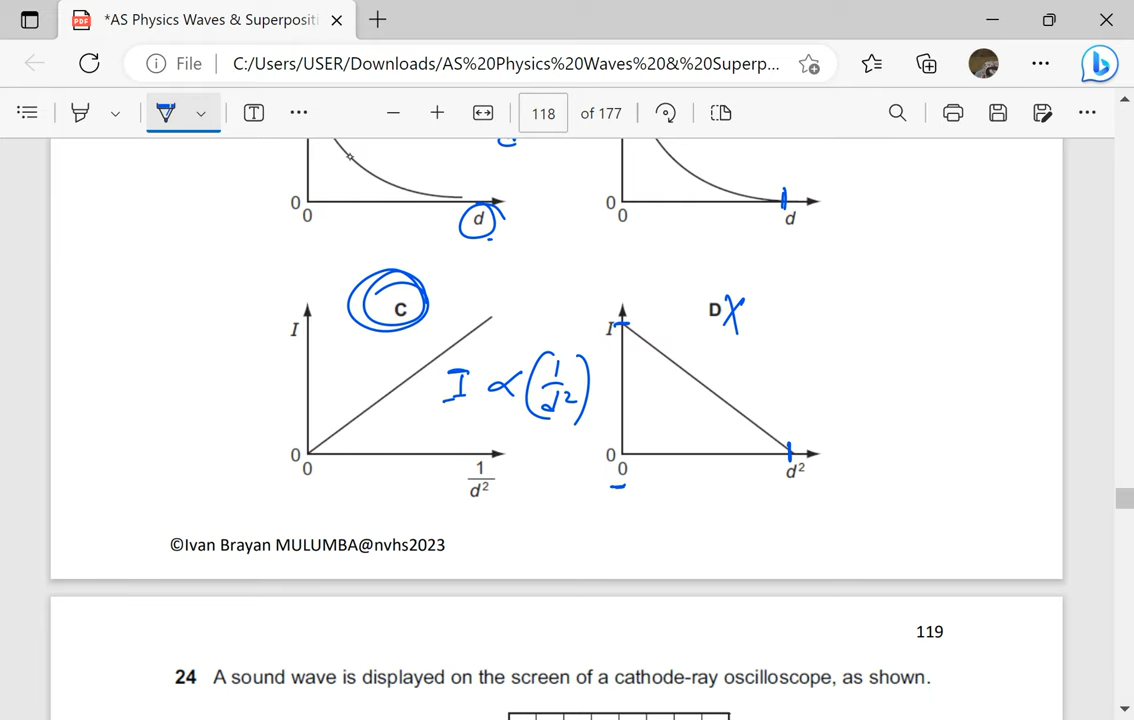 *AS Physics Waves & Superpositi
File
C:/Users/USER/Downloads/AS%20Physics%20Waves%20&%20Superp...
118 of 177
0 0 d
0 0 d
C
I 0 0 1/d²
I ∝ (1/d²)
D X
I 0 0 d²
©Ivan Brayan MULUMBA@nvhs2023
119
24 A sound wave is displayed on the screen of a cathode-ray oscilloscope, as shown.